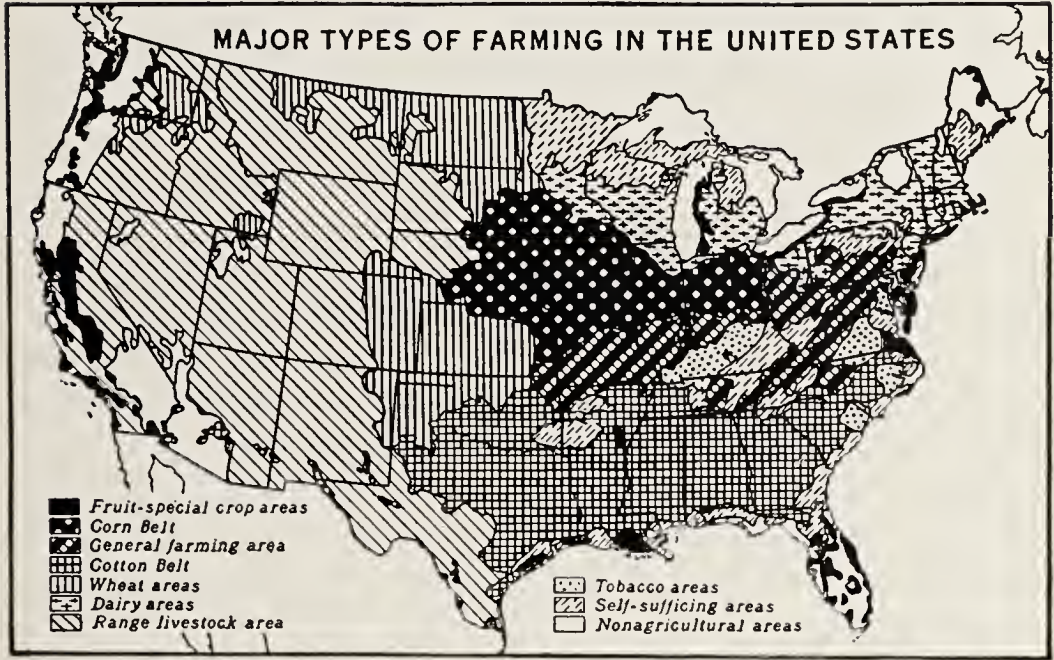 MAJOR TYPES OF FARMING IN THE UNITED STATES
Fruit-special crop areas
Corn Belt
General farming area
Cotton Belt
Wheat areas
Dairy areas
Range livestock area
Tobacco areas
Self-sufficing areas
Nonagricultural areas